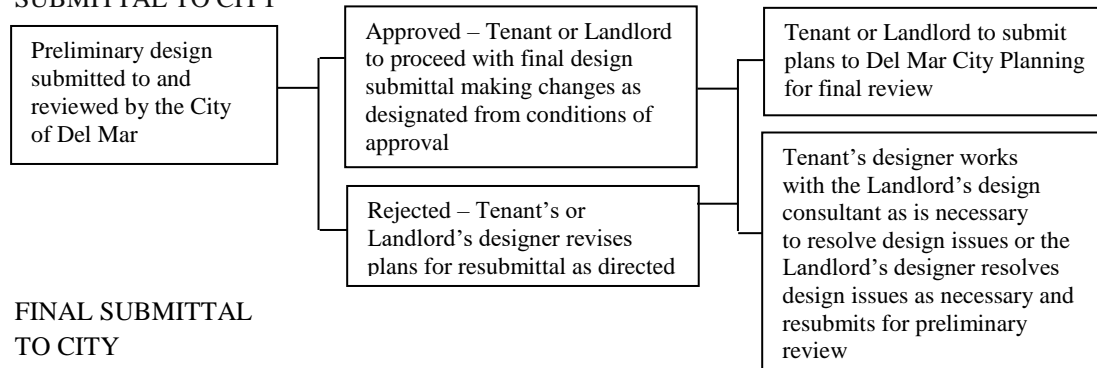 SUBMITTAL TO CITY
Preliminary design
submitted to and
reviewed by the City
of Del Mar
Approved – Tenant or Landlord
to proceed with final design
submittal making changes as
designated from conditions of
approval
Rejected – Tenant’s or
Landlord’s designer revises
plans for resubmittal as directed
Tenant or Landlord to submit
plans to Del Mar City Planning
for final review
Tenant’s designer works
with the Landlord’s design
consultant as is necessary
to resolve design issues or the
Landlord’s designer resolves
design issues as necessary and
resubmits for preliminary
review
FINAL SUBMITTAL
TO CITY